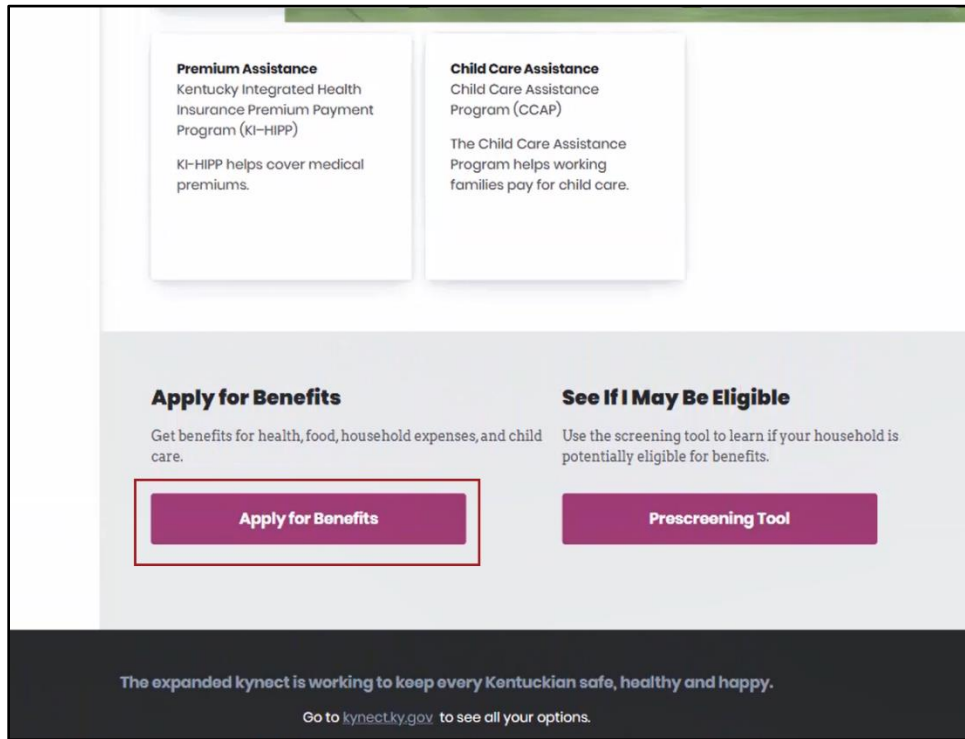 Premium Assistance
Kentucky Integrated Health
Insurance Premium Payment
Program (KI-HIPP)
KI-HIPP helps cover medical
premiums.
Child Care Assistance
Child Care Assistance
Program (CCAP)
The Child Care Assistance
Program helps working
families pay for child care.
Apply for Benefits
Get benefits for health, food, household expenses, and child
care.
Apply for Benefits
See If I May Be Eligible
Use the screening tool to learn if your household is
potentially eligible for benefits.
Prescreening Tool
The expanded kynect is working to keep every Kentuckian safe, healthy and happy.
Go to kynect.ky.gov to see all your options.